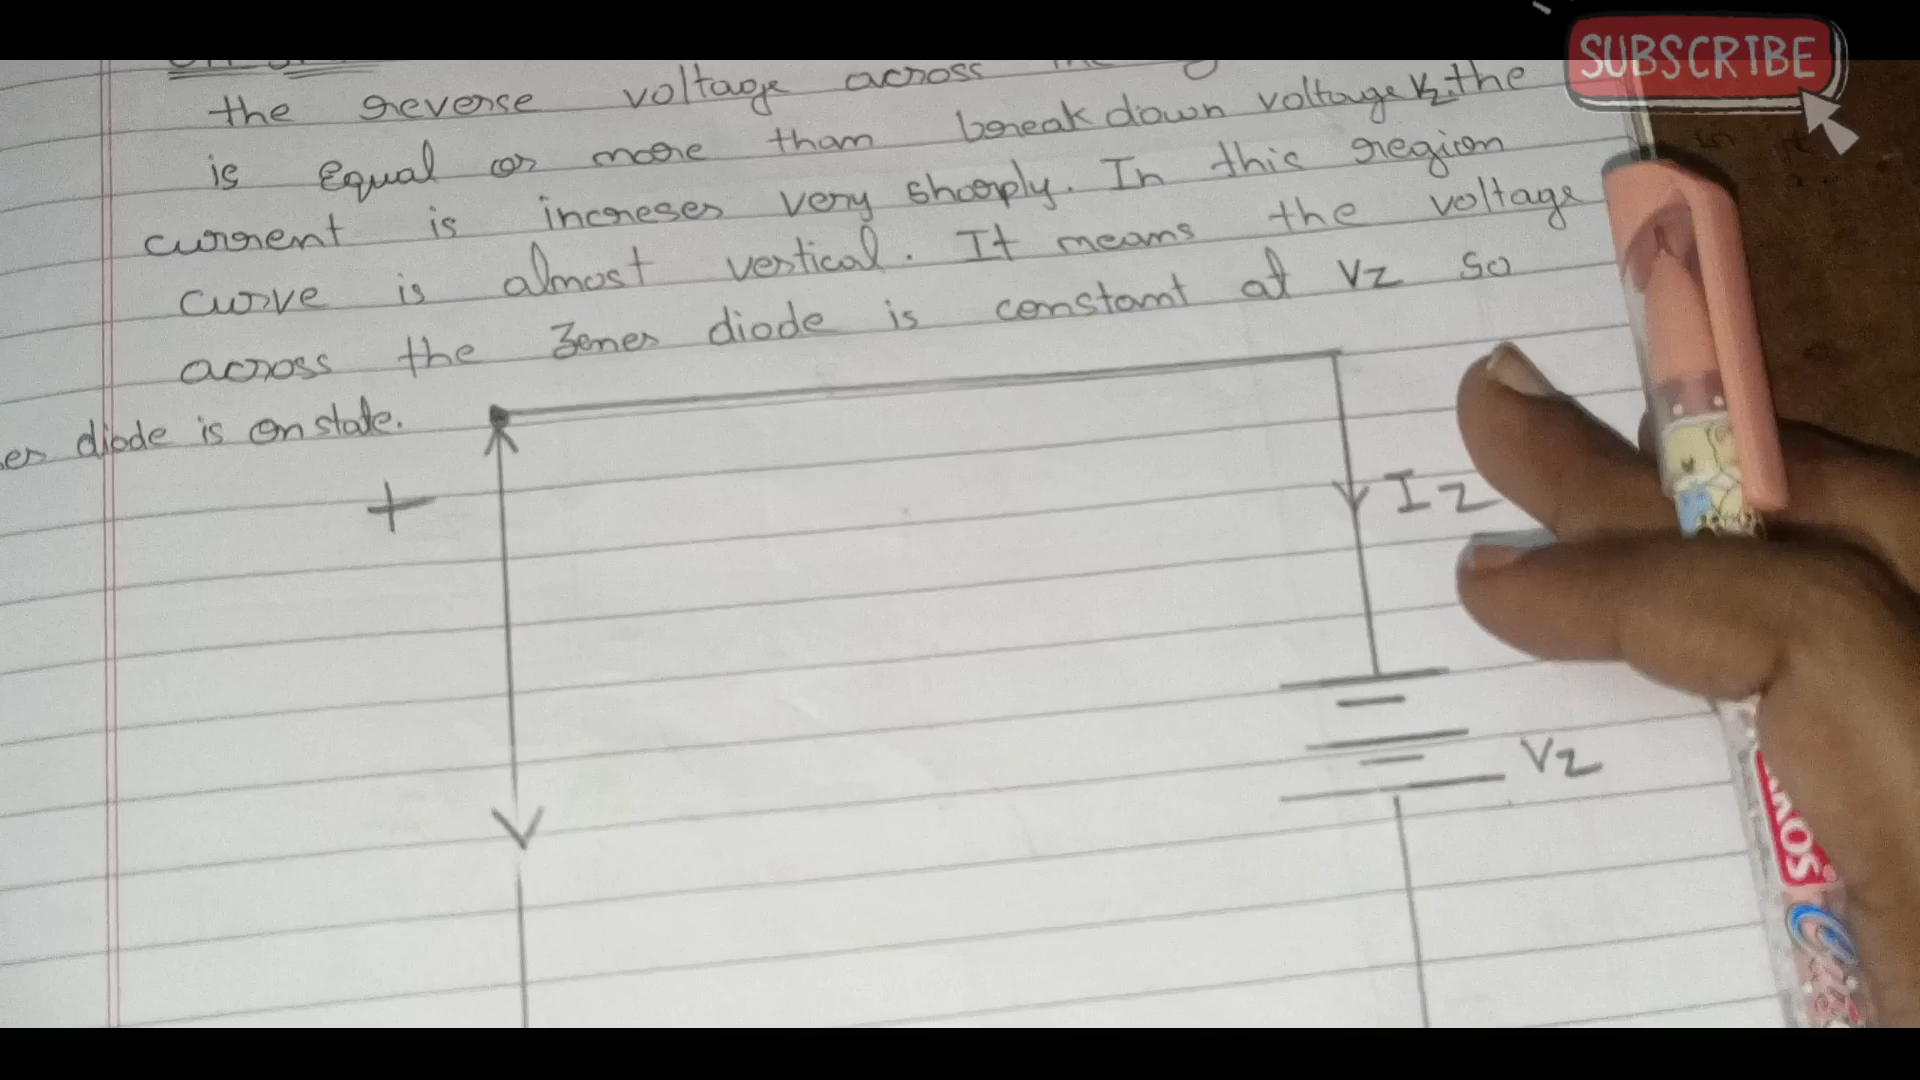 SUBSCRIBE
the reverse voltage across
is Equal or more than break down voltage Vz. the
current is increses very shorply. In this region
curve is almost vertical. It means the voltage
across the Zener diode is constant at VZ so
er diode is on state.
+
IZ
VZ